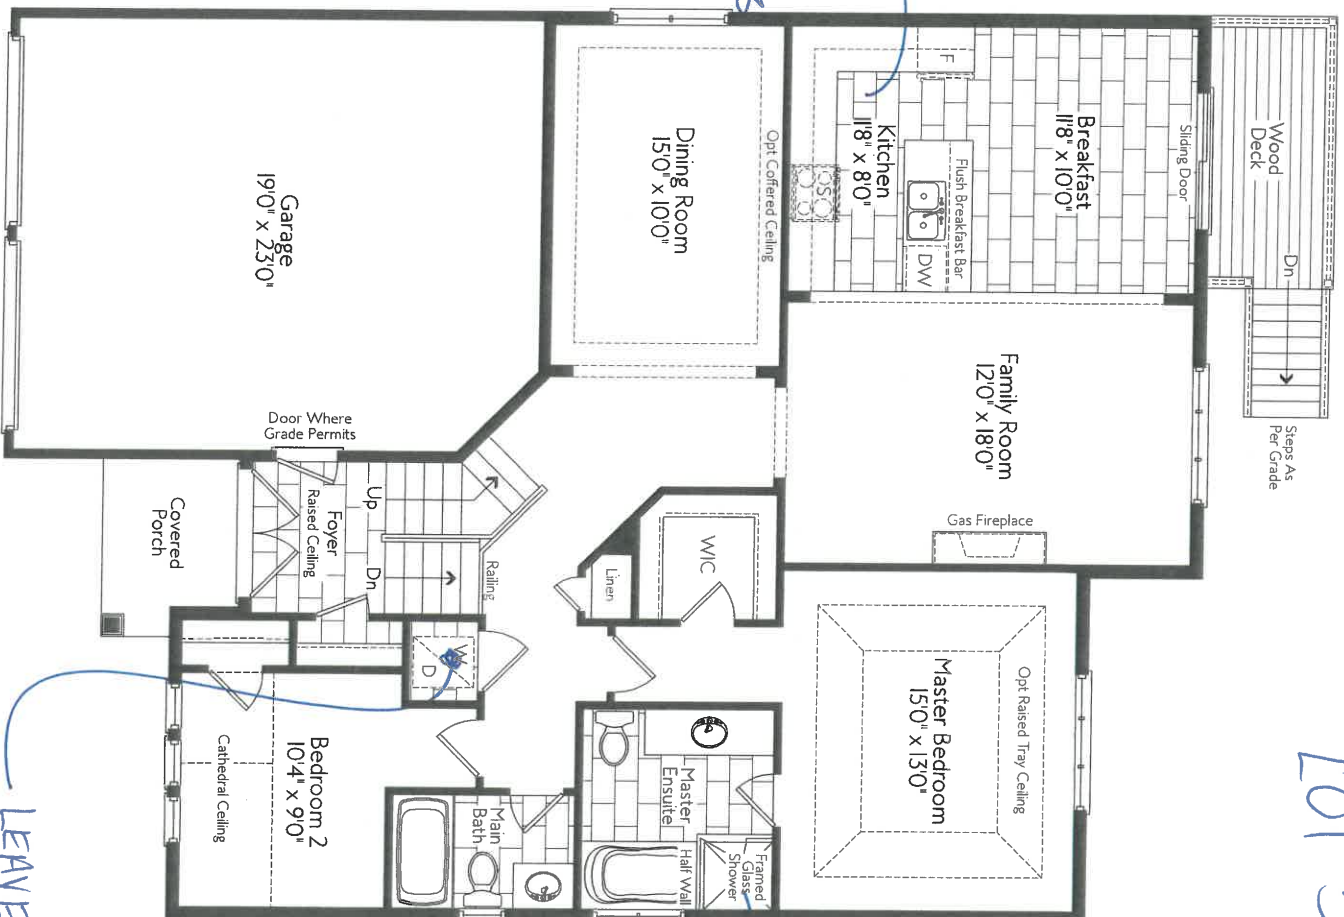 Wood
Deck
Dn
Steps As
Per Grade
Sliding Door
Breakfast
11'8" x 10'0"
F
Flush Breakfast Bar
DW
Kitchen
11'8" x 8'0"
S
Family Room
12'0" x 18'0"
Gas Fireplace
Opt Coffered Ceiling
Dining Room
15'0" x 10'0"
Garage
19'0" x 23'0"
Door Where
Grade Permits
Up
Foyer
Raised Ceiling
Dn
Railing
Covered
Porch
WIC
Linen
W
D
Opt Raised Tray Ceiling
Master Bedroom
15'0" x 13'0"
Master
Ensuite
Framed
Glass
Shower
Half Wall
Main
Bath
Bedroom 2
10'4" x 9'0"
Cathedral Ceiling
LOT
LEAVE